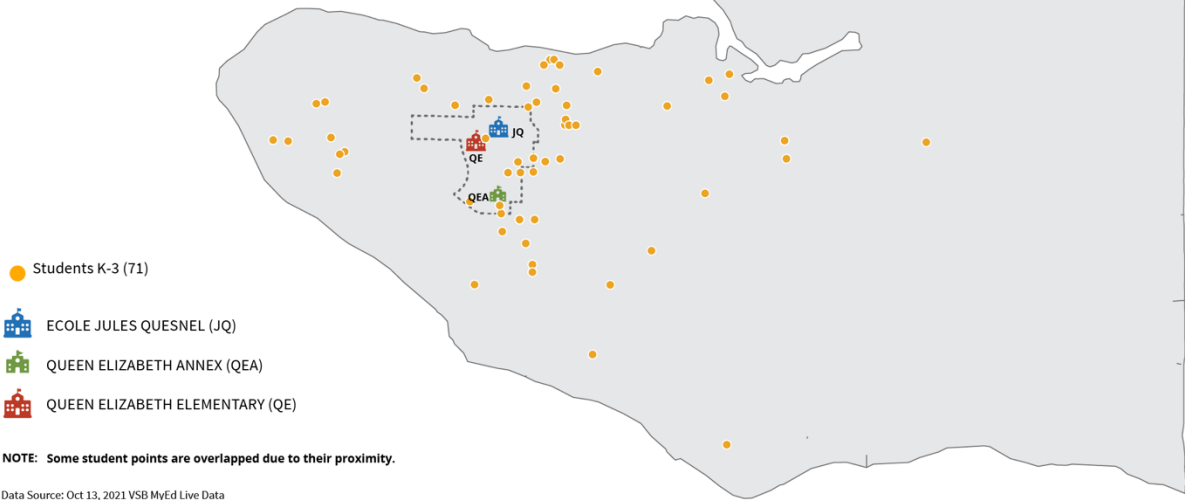 JQ
QE
QEA
Students K-3 (71)
ECOLE JULES QUESNEL (JQ)
QUEEN ELIZABETH ANNEX (QEA)
QUEEN ELIZABETH ELEMENTARY (QE)
NOTE: Some student points are overlapped due to their proximity.
Data Source: Oct 13, 2021 VSB MyEd Live Data